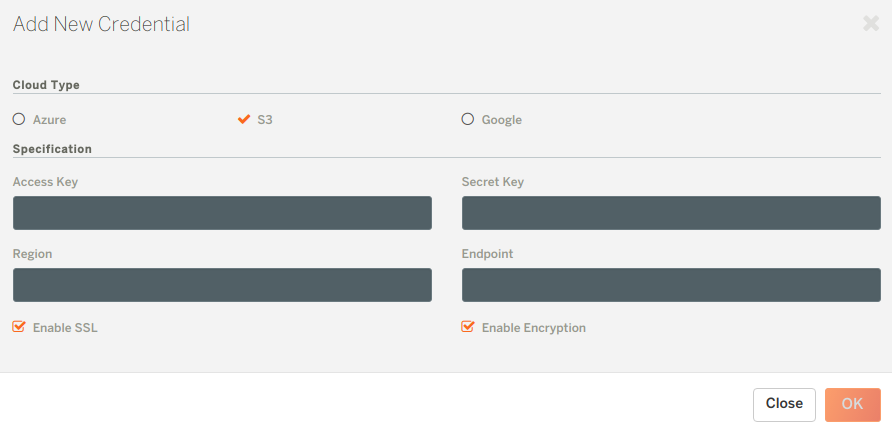 Add New Credential
Cloud Type
Azure S3 Google
Specification
Access Key Secret Key
Region Endpoint
Enable SSL Enable Encryption
Close OK